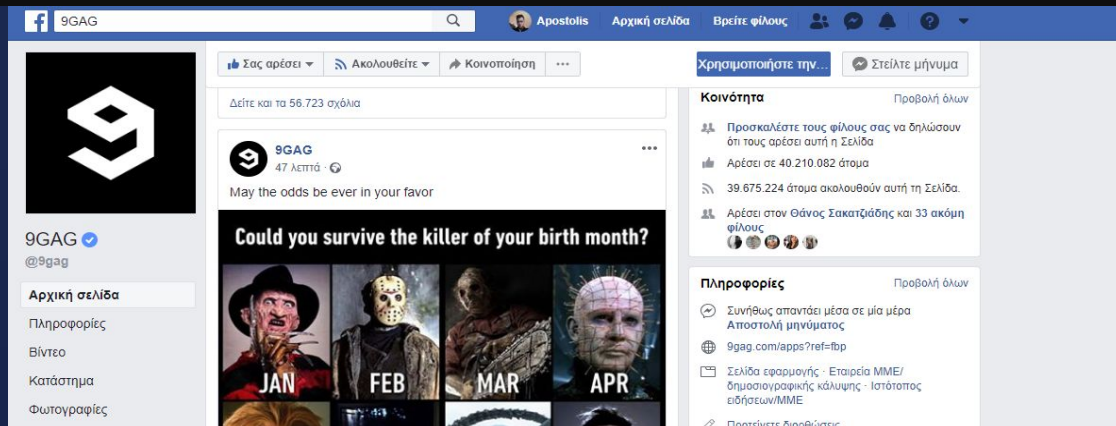 9GAG
Apostolis
Αρχική σελίδα
Βρείτε φίλους
Σας αρέσει
Ακολουθείτε
Κοινοποίηση
Χρησιμοποιήστε την...
Στείλτε μήνυμα
9GAG
@9gag
Αρχική σελίδα
Πληροφορίες
Βίντεο
Κατάστημα
Φωτογραφίες
Δείτε και τα 56.723 σχόλια
9GAG
47 λεπτά ·
May the odds be ever in your favor
Could you survive the killer of your birth month?
JAN
FEB
MAR
APR
Κοινότητα
Προβολή όλων
Προσκαλέστε τους φίλους σας να δηλώσουν
ότι τους αρέσει αυτή η Σελίδα
Αρέσει σε 40.210.082 άτομα
39.675.224 άτομα ακολουθούν αυτή τη Σελίδα.
Αρέσει στον Θάνος Σακατζιάδης και 33 ακόμη
φίλους
Πληροφορίες
Προβολή όλων
Συνήθως απαντάει μέσα σε μία μέρα
Αποστολή μηνύματος
9gag.com/apps?ref=fbp
Σελίδα εφαρμογής · Εταιρεία ΜΜΕ/
δημοσιογραφικής κάλυψης · Ιστότοπος
ειδήσεων/ΜΜΕ
Προτείνετε διορθώσεις